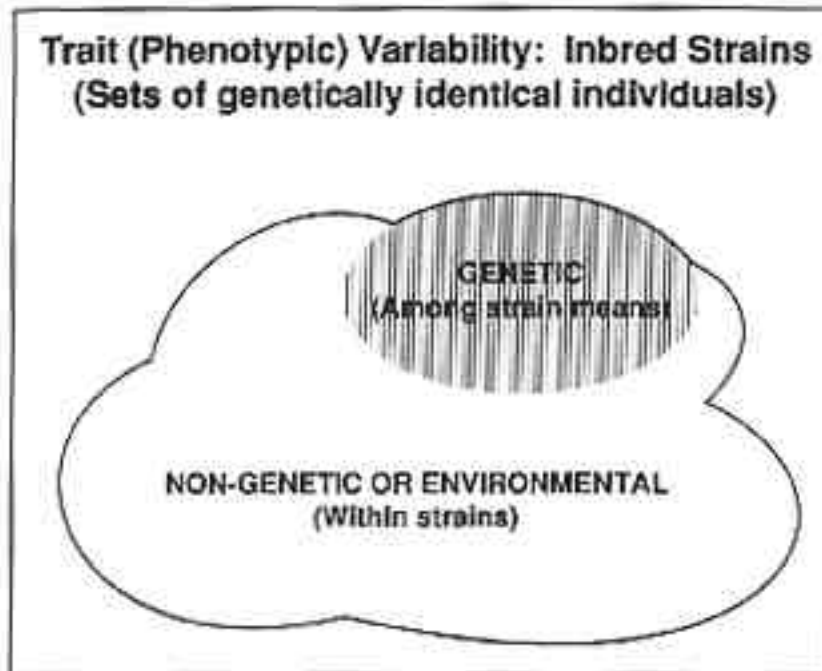 Trait (Phenotypic) Variability: Inbred Strains
(Sets of genetically identical individuals)
GENETIC
(Among strain means)
NON-GENETIC OR ENVIRONMENTAL
(Within strains)